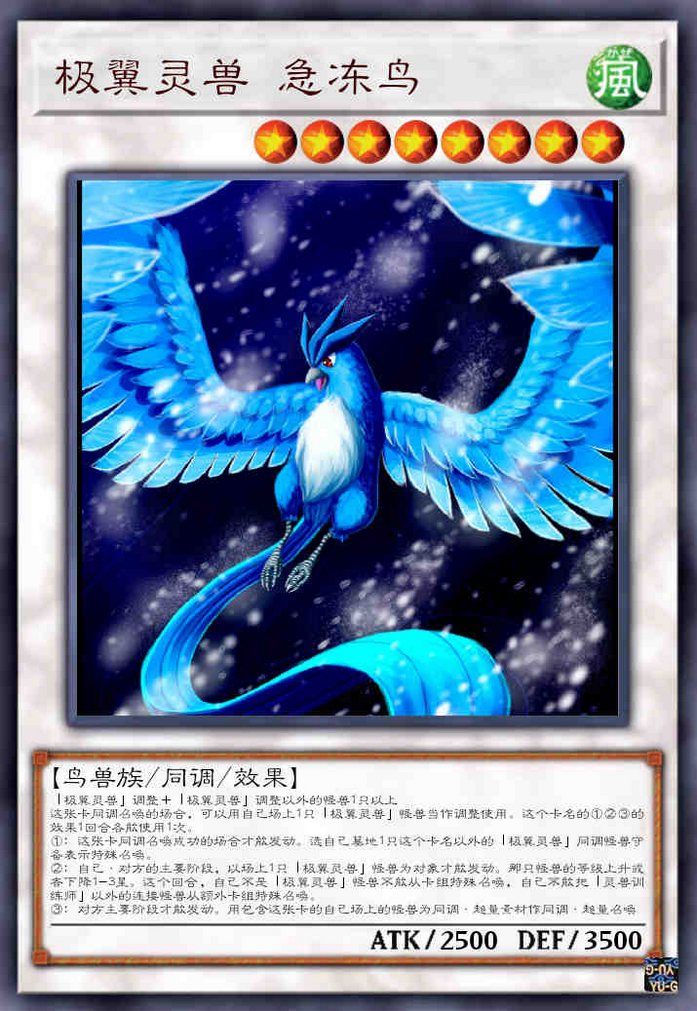 极翼灵兽 急冻鸟
かぜ
風
【鸟兽族/同调/效果】
「极翼灵兽」调整＋「极翼灵兽」调整以外的怪兽1只以上
这张卡同调召唤的场合，可以用自己场上1只「极翼灵兽」怪兽当作调整使用。这个卡名的①②③的
效果1回合各能使用1次。
①：这张卡同调召唤成功的场合才能发动。选自己墓地1只这个卡名以外的「极翼灵兽」同调怪兽守
备表示特殊召唤。
②：自己·对方的主要阶段，以场上1只「极翼灵兽」怪兽为对象才能发动。那只怪兽的等级上升或
者下降1-3星。这个回合，自己不是「极翼灵兽」怪兽不能从卡组特殊召唤，自己不能把「灵兽训
练师」以外的连接怪兽从额外卡组特殊召唤。
③：对方主要阶段才能发动。用包含这张卡的自己场上的怪兽为同调·超量素材作同调·超量召唤
ATK/2500 DEF/3500
YU-G
YU-G